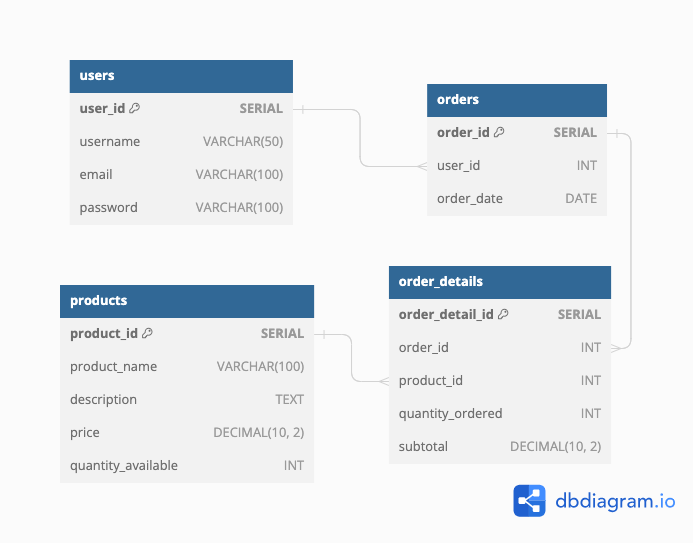 users
user_id SERIAL
username VARCHAR(50)
email VARCHAR(100)
password VARCHAR(100)
orders
order_id SERIAL
user_id INT
order_date DATE
products
product_id SERIAL
product_name VARCHAR(100)
description TEXT
price DECIMAL(10, 2)
quantity_available INT
order_details
order_detail_id SERIAL
order_id INT
product_id INT
quantity_ordered INT
subtotal DECIMAL(10, 2)
dbdiagram.io